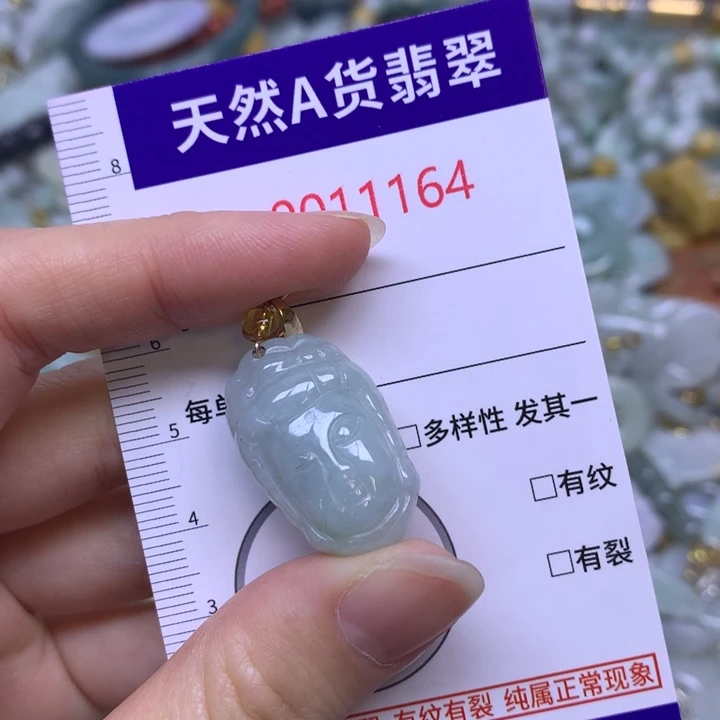 天然A货翡翠
8
0011164
6
每单
5
□多样性 发其一
□有纹
4
□有裂
3
有纹有裂 纯属正常现象